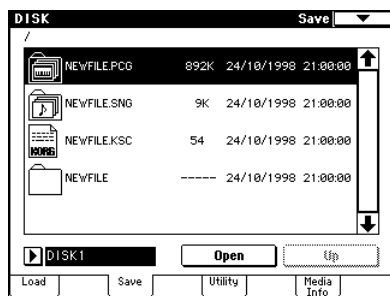 DISK Save
/
NEWFILE.PCG 892K 24/10/1998 21:00:00
NEWFILE.SNG 9K 24/10/1998 21:00:00
KORG NEWFILE.KSC 54 24/10/1998 21:00:00
NEWFILE ----- 24/10/1998 21:00:00
DISK1 Open Up
Load Save Utility Media Info